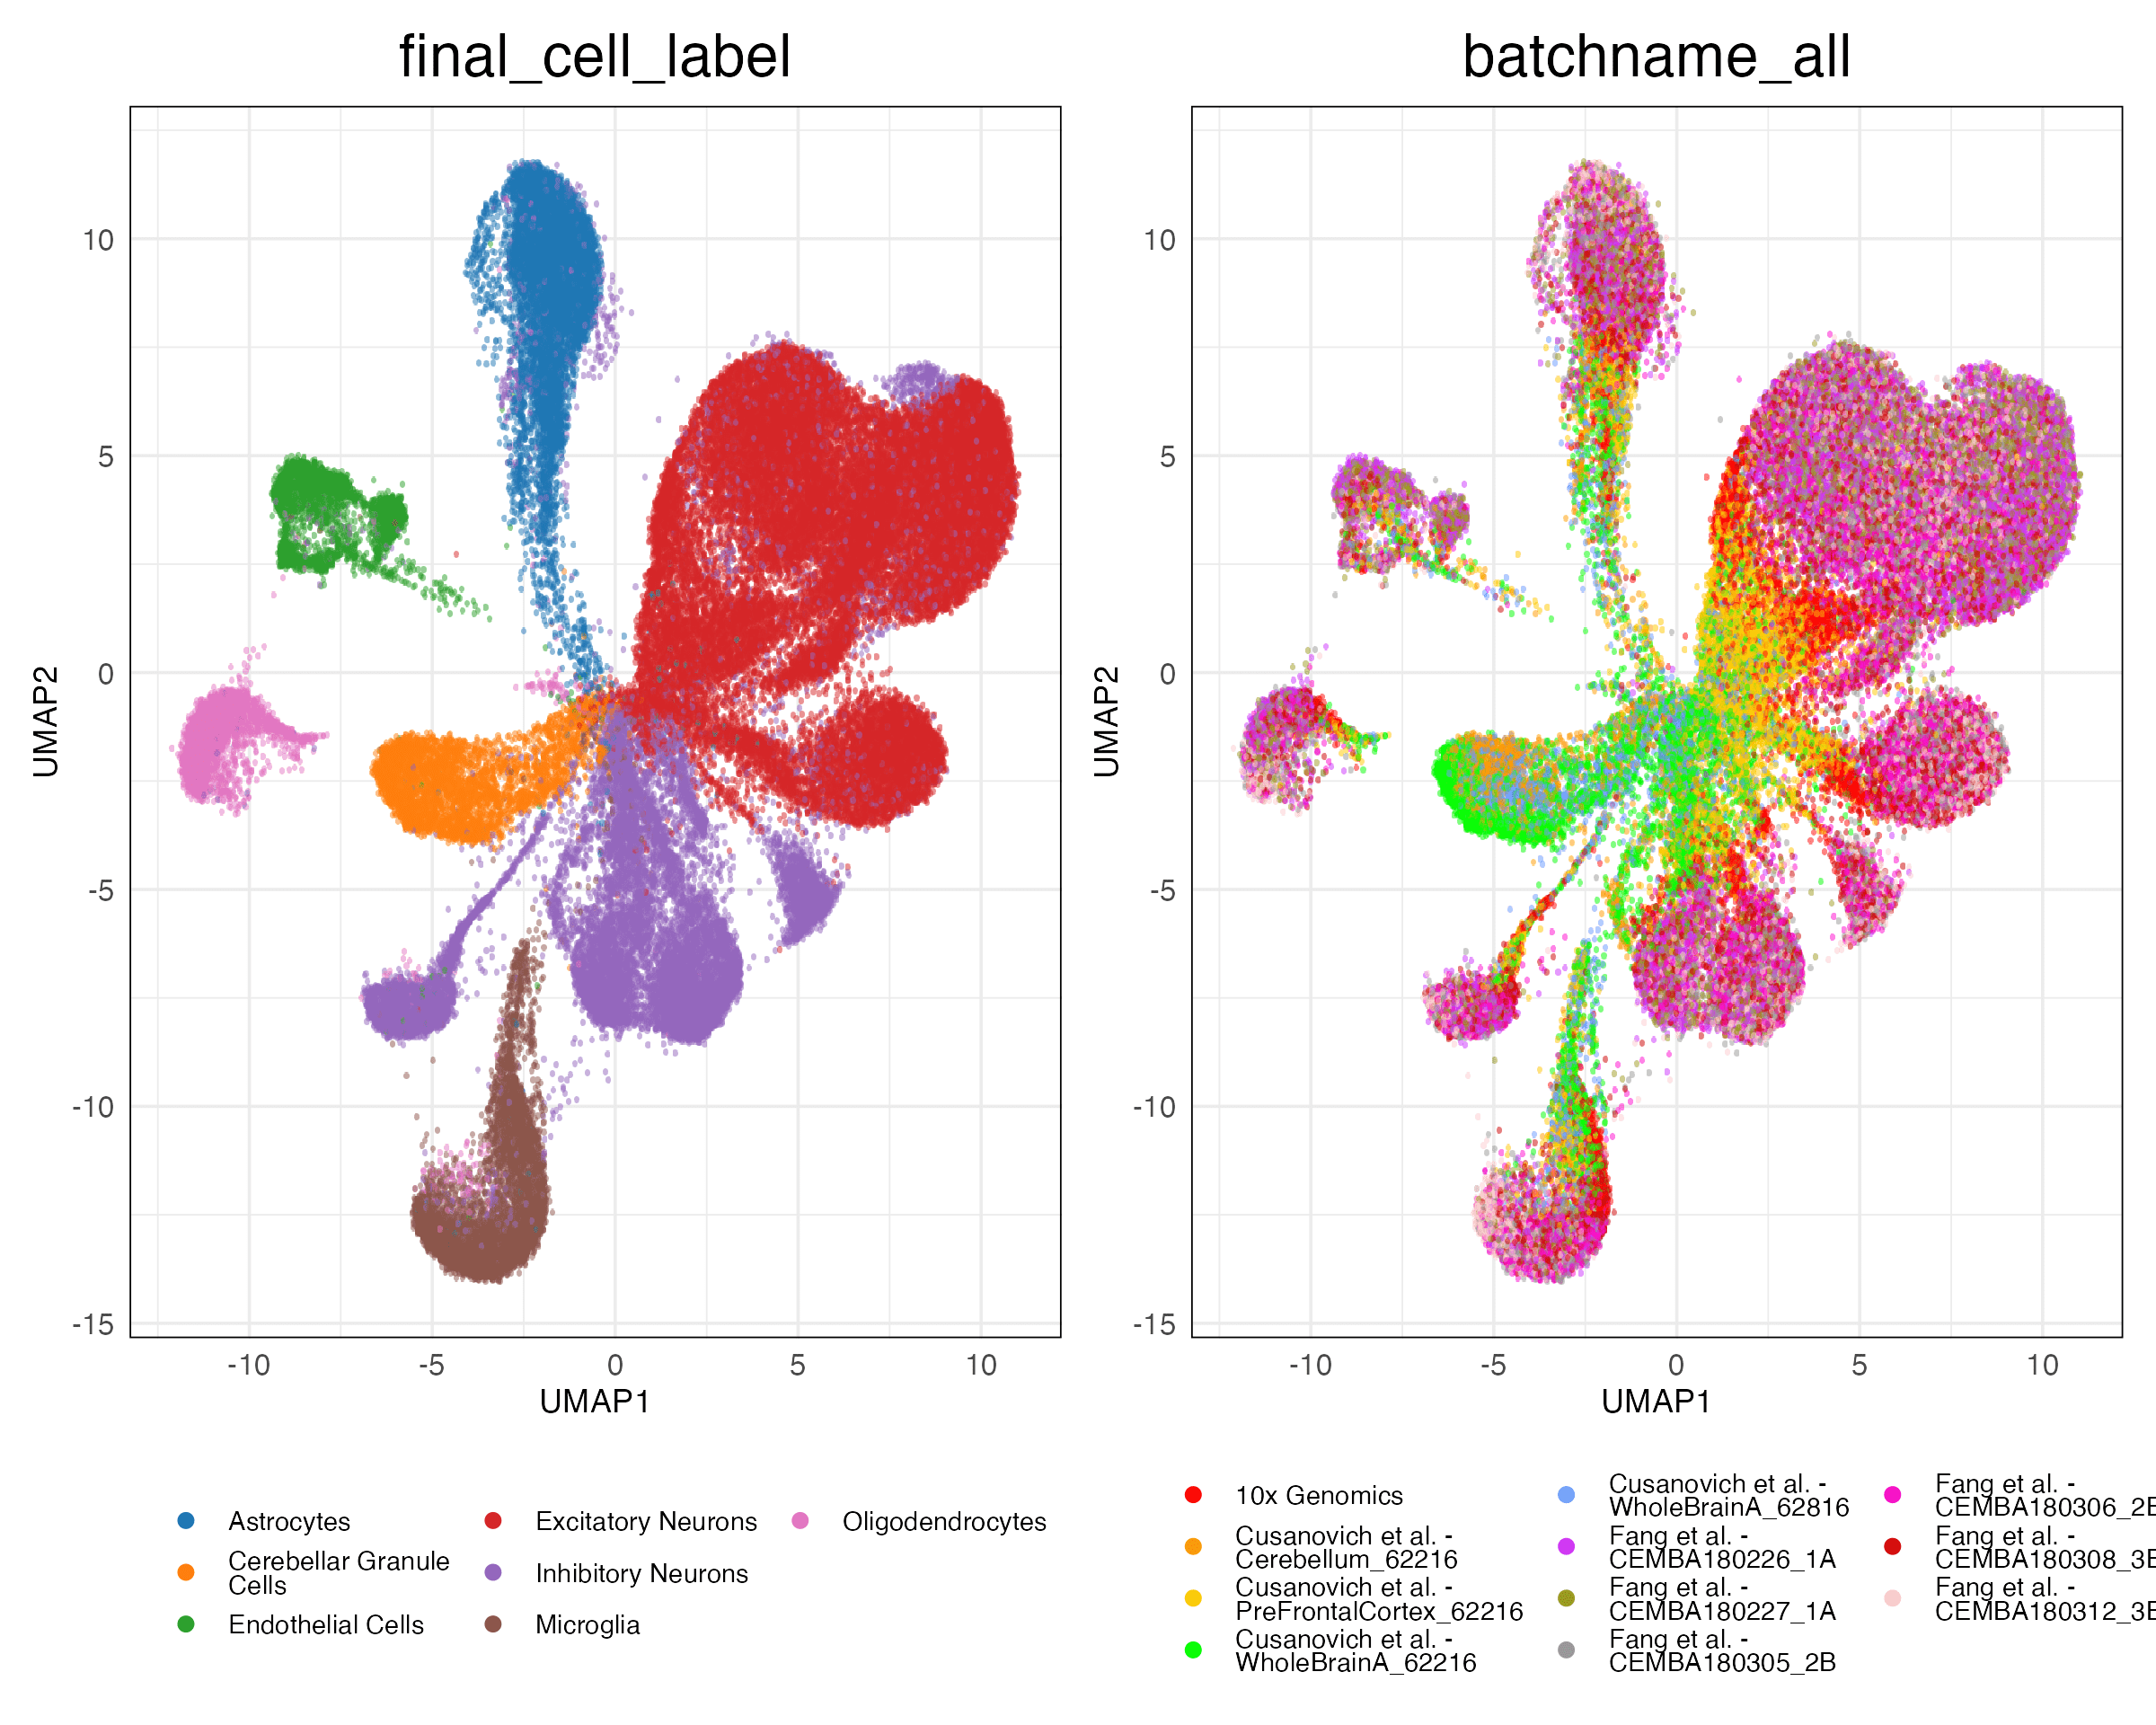 final_cell_label
batchname_all
10
5
0
-5
-10
-15
UMAP2
-10
-5
0
5
10
UMAP1
10
5
0
-5
-10
-15
UMAP2
-10
-5
0
5
10
UMAP1
Astrocytes
Cerebellar Granule
Cells
Endothelial Cells
Excitatory Neurons
Inhibitory Neurons
Microglia
Oligodendrocytes
10x Genomics
Cusanovich et al. -
Cerebellum_62216
Cusanovich et al. -
PreFrontalCortex_62216
Cusanovich et al. -
WholeBrainA_62216
Cusanovich et al. -
WholeBrainA_62816
Fang et al. -
CEMBA180226_1A
Fang et al. -
CEMBA180227_1A
Fang et al. -
CEMBA180305_2B
Fang et al. -
CEMBA180306_2B
Fang et al. -
CEMBA180308_3B
Fang et al. -
CEMBA180312_3B